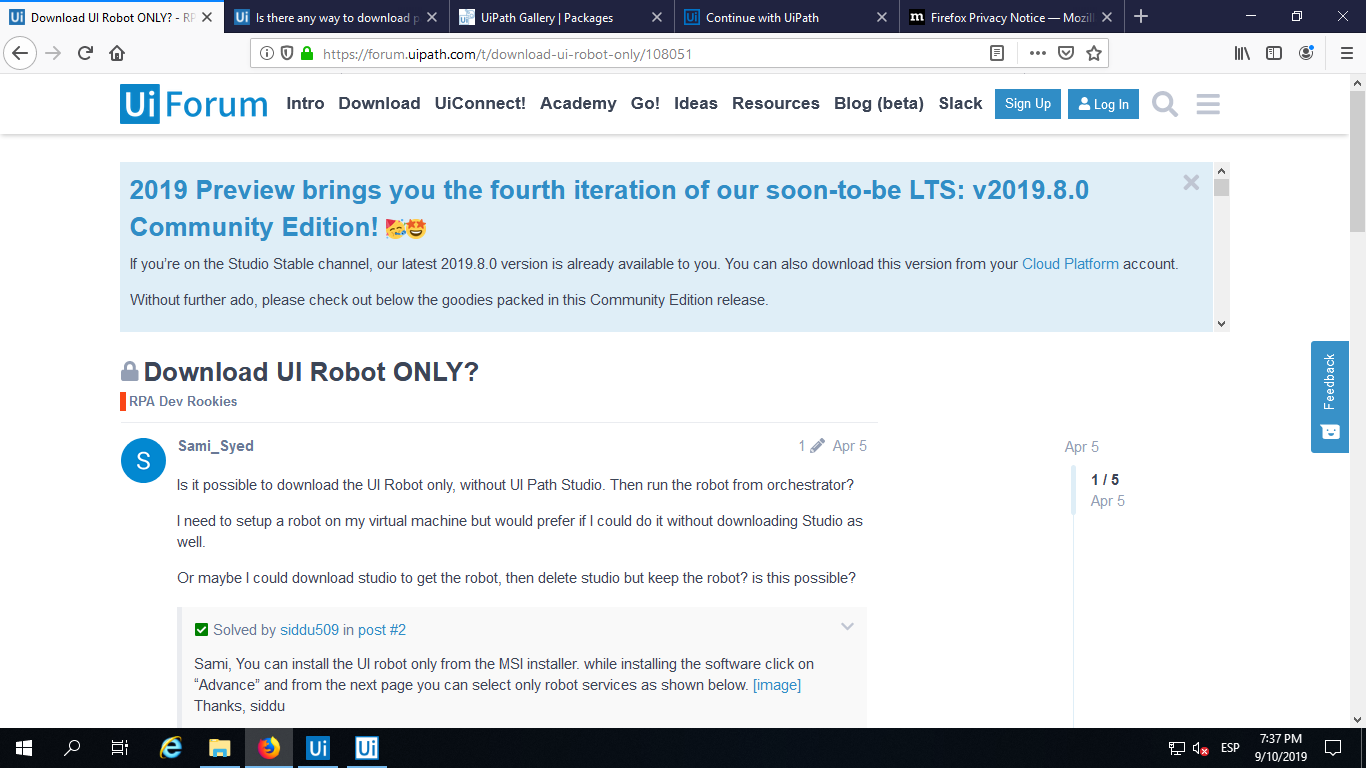 Download UI Robot ONLY? - RP
Is there any way to download p
UiPath Gallery | Packages
Continue with UiPath
Firefox Privacy Notice — Mozil
https://forum.uipath.com/t/download-ui-robot-only/108051
Ui Forum
Intro Download UiConnect! Academy Go! Ideas Resources Blog (beta) Slack
Sign Up Log In
2019 Preview brings you the fourth iteration of our soon-to-be LTS: v2019.8.0
Community Edition!
If you’re on the Studio Stable channel, our latest 2019.8.0 version is already available to you. You can also download this version from your Cloud Platform account.
Without further ado, please check out below the goodies packed in this Community Edition release.
Feedback
Download UI Robot ONLY?
RPA Dev Rookies
S
Sami_Syed
1 Apr 5
Apr 5
1 / 5
Apr 5
Is it possible to download the UI Robot only, without UI Path Studio. Then run the robot from orchestrator?
I need to setup a robot on my virtual machine but would prefer if I could do it without downloading Studio as
well.
Or maybe I could download studio to get the robot, then delete studio but keep the robot? is this possible?
Solved by siddu509 in post #2
Sami, You can install the UI robot only from the MSI installer. while installing the software click on
“Advance” and from the next page you can select only robot services as shown below. [image]
Thanks, siddu
Ui
Ui
ESP
7:37 PM
9/10/2019